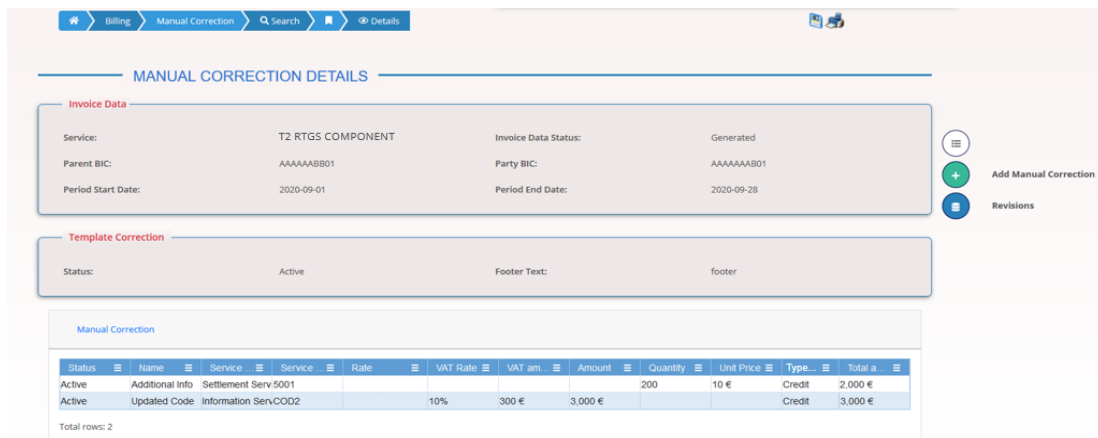 Billing Manual Correction Search Details
MANUAL CORRECTION DETAILS
Invoice Data
Service: T2 RTGS COMPONENT Invoice Data Status: Generated
Parent BIC: AAAAAABB01 Party BIC: AAAAAAAB01
Period Start Date: 2020-09-01 Period End Date: 2020-09-28
Add Manual Correction
Revisions
Template Correction
Status: Active Footer Text: footer
Manual Correction
Status Name Service ... Service ... Rate VAT Rate VAT am... Amount Quantity Unit Price Type... Total a...
Active Additional Info Settlement Serv 5001 200 10 € Credit 2,000 €
Active Updated Code Information Serv COD2 10% 300 € 3,000 € Credit 3,000 €
Total rows: 2